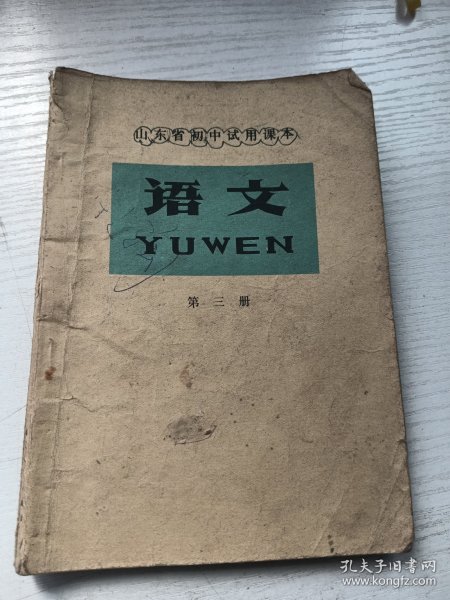 山东省初中试用课本
语文
YUWEN
第三册
孔夫子旧书网
www.kongfz.com